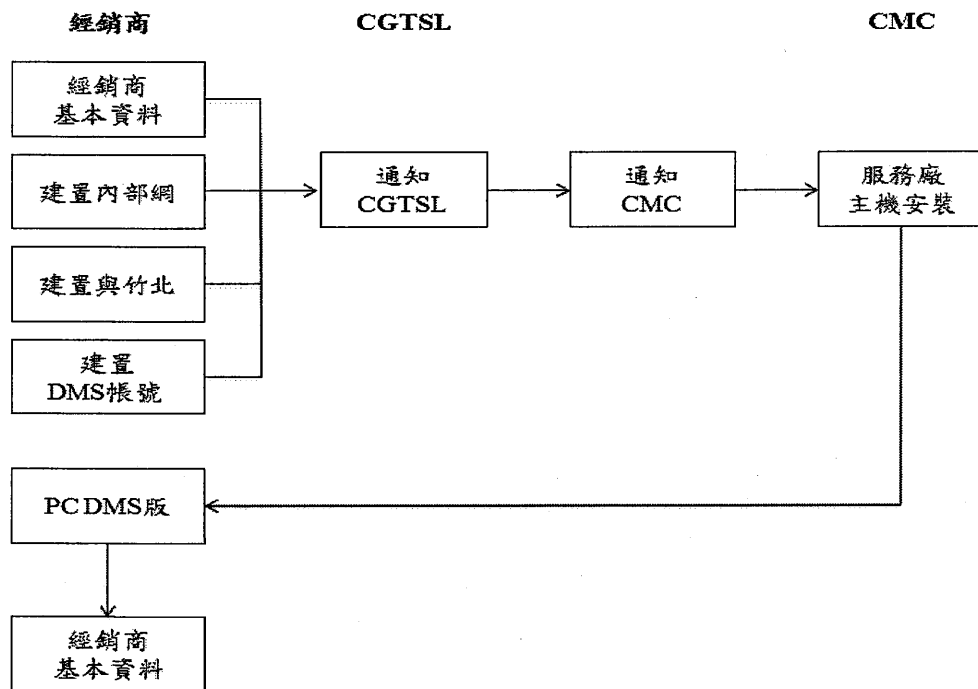 經銷商
CGTSL
CMC
經銷商
基本資料
建置內部網
建置與竹北
建置
DMS帳號
通知
CGTSL
通知
CMC
服務廠
主機安裝
PC DMS版
經銷商
基本資料